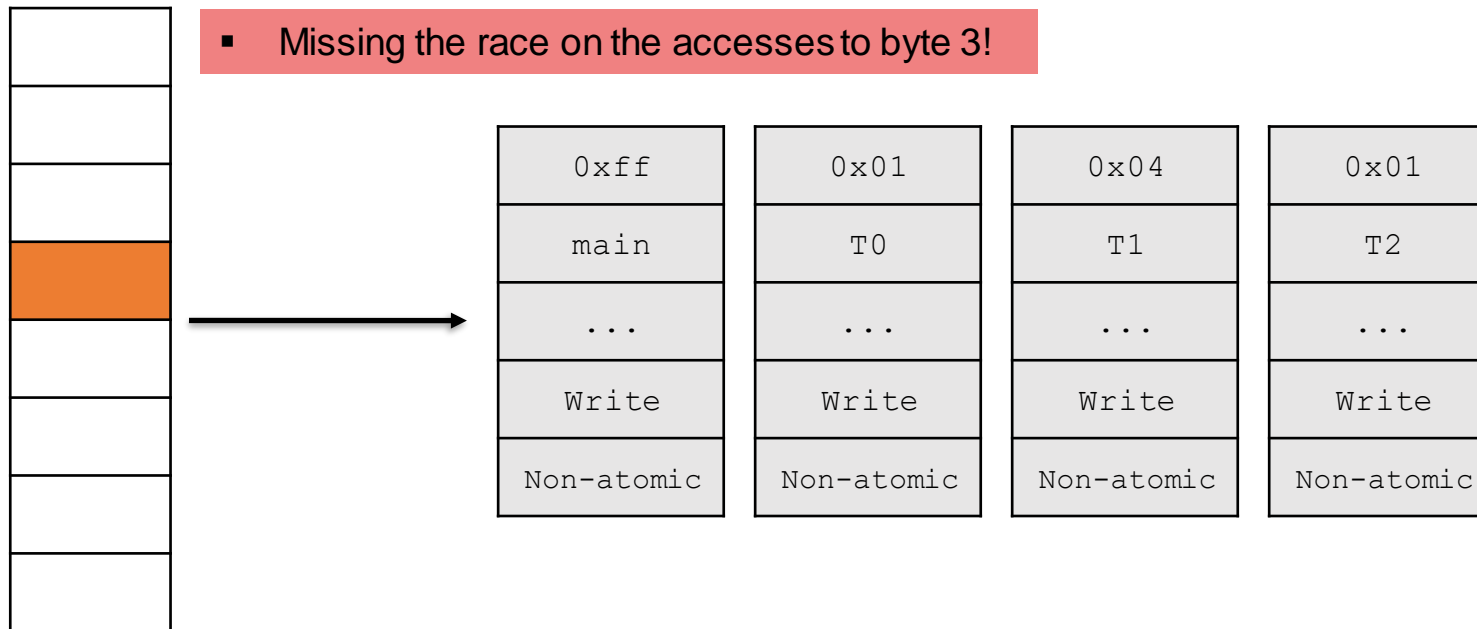 ▪ Missing the race on the accesses to byte 3!
0xff 0x01 0x04 0x01
main T0 T1 T2
... ... ... ...
Write Write Write Write
Non-atomic Non-atomic Non-atomic Non-atomic